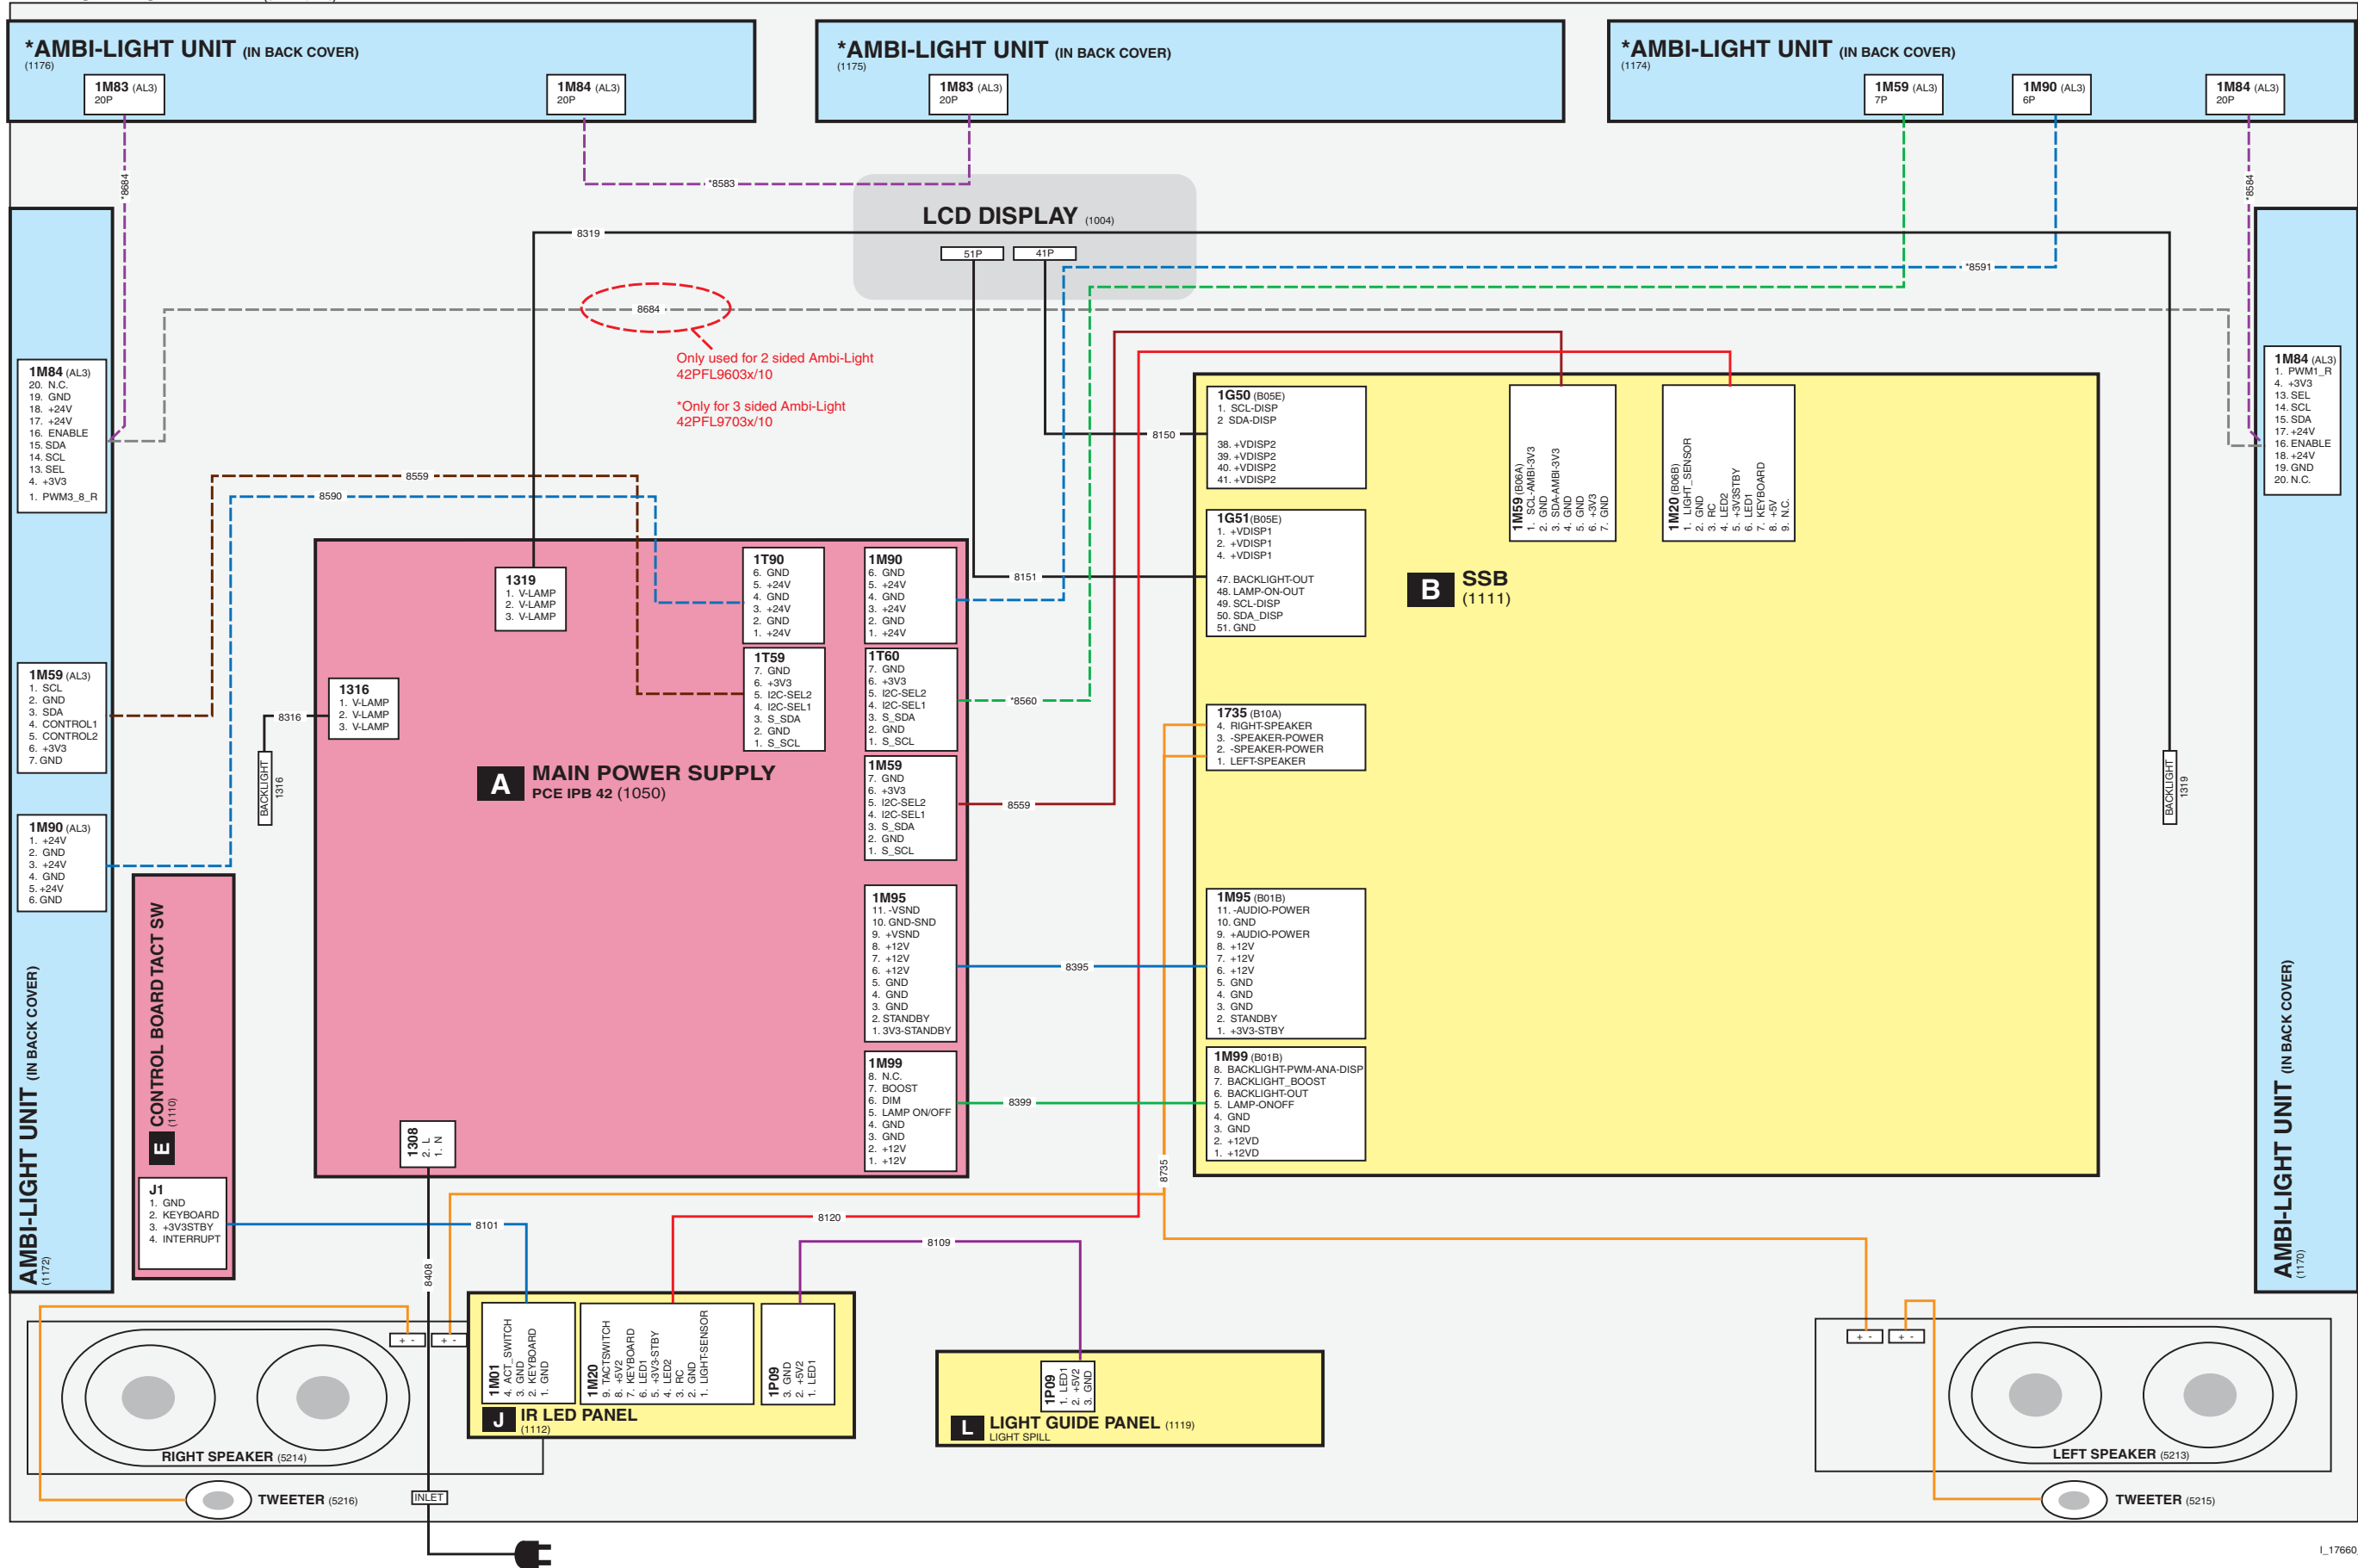 *AMBI-LIGHT UNIT (IN BACK COVER)
(1176)
1M83 (AL3)
20P
1M84 (AL3)
20P
*AMBI-LIGHT UNIT (IN BACK COVER)
(1175)
1M83 (AL3)
20P
*AMBI-LIGHT UNIT (IN BACK COVER)
(1174)
1M59 (AL3)
7P
1M90 (AL3)
6P
1M84 (AL3)
20P
*8684
*8583
*8584
LCD DISPLAY (1004)
51P
41P
8319
*8591
8684
Only used for 2 sided Ambi-Light
42PFL9603x/10
*Only for 3 sided Ambi-Light
42PFL9703x/10
1M84 (AL3)
20. N.C.
19. GND
18. +24V
17. +24V
16. ENABLE
15. SDA
14. SCL
13. SEL
4. +3V3
1. PWM3_8_R
1M59 (AL3)
1. SCL
2. GND
3. SDA
4. CONTROL1
5. CONTROL2
6. +3V3
7. GND
1M90 (AL3)
1. +24V
2. GND
3. +24V
4. GND
5. +24V
6. GND
AMBI-LIGHT UNIT (IN BACK COVER)
(1172)
8559
8590
8316
BACKLIGHT
1316
E CONTROL BOARD TACT SW
(1110)
J1
1. GND
2. KEYBOARD
3. +3V3STBY
4. INTERRUPT
1319
1. V-LAMP
2. V-LAMP
3. V-LAMP
1316
1. V-LAMP
2. V-LAMP
3. V-LAMP
A MAIN POWER SUPPLY
PCE IPB 42 (1050)
1T90
6. GND
5. +24V
4. GND
3. +24V
2. GND
1. +24V
1T59
7. GND
6. +3V3
5. I2C-SEL2
4. I2C-SEL1
3. S_SDA
2. GND
1. S_SCL
1M90
6. GND
5. +24V
4. GND
3. +24V
2. GND
1. +24V
1T60
7. GND
6. +3V3
5. I2C-SEL2
4. I2C-SEL1
3. S_SDA
2. GND
1. S_SCL
1M59
7. GND
6. +3V3
5. I2C-SEL2
4. I2C-SEL1
3. S_SDA
2. GND
1. S_SCL
1M95
11. -VSND
10. GND-SND
9. +VSND
8. +12V
7. +12V
6. +12V
5. GND
4. GND
3. GND
2. STANDBY
1. 3V3-STANDBY
1M99
8. N.C.
7. BOOST
6. DIM
5. LAMP ON/OFF
4. GND
3. GND
2. +12V
1. +12V
1308
2. L
1. N
8150
8151
*8560
8559
8395
8399
8735
1G50 (B05E)
1. SCL-DISP
2 SDA-DISP
38. +VDISP2
39. +VDISP2
40. +VDISP2
41. +VDISP2
1G51(B05E)
1. +VDISP1
2. +VDISP1
4. +VDISP1
47. BACKLIGHT-OUT
48. LAMP-ON-OUT
49. SCL-DISP
50. SDA_DISP
51. GND
1M59 (B06A)
1. SCL-AMBI-3V3
2. GND
3. SDA-AMBI-3V3
4. GND
5. GND
6. +3V3
7. GND
1M20 (B06B)
1. LIGHT_SENSOR
2. GND
3. RC
4. LED2
5. +3V3STBY
6. LED1
7. KEYBOARD
8. +5V
9. N.C.
B SSB
(1111)
1735 (B10A)
4. RIGHT-SPEAKER
3. -SPEAKER-POWER
2. -SPEAKER-POWER
1. LEFT-SPEAKER
1M95 (B01B)
11. -AUDIO-POWER
10. GND
9. +AUDIO-POWER
8. +12V
7. +12V
6. +12V
5. GND
4. GND
3. GND
2. STANDBY
1. +3V3-STBY
1M99 (B01B)
8. BACKLIGHT-PWM-ANA-DISP
7. BACKLIGHT_BOOST
6. BACKLIGHT-OUT
5. LAMP-ONOFF
4. GND
3. GND
2. +12VD
1. +12VD
BACKLIGHT
1319
1M84 (AL3)
1. PWM1_R
4. +3V3
13. SEL
14. SCL
15. SDA
17. +24V
16. ENABLE
18. +24V
19. GND
20. N.C.
AMBI-LIGHT UNIT (IN BACK COVER)
(1170)
8101
8408
8120
8109
+ -
+ -
RIGHT SPEAKER (5214)
TWEETER (5216)
INLET
1M01
4. ACT_SWITCH
3. GND
2. KEYBOARD
1. GND
1M20
9. TACTSWITCH
8. +5V2
7. KEYBOARD
6. LED1
5. +3V3-STBY
4. LED2
3. RC
2. GND
1. LIGHT-SENSOR
1P09
3. GND
2. +5V2
1. LED1
J IR LED PANEL
(1112)
1P09
1. LED1
2. +5V2
3. GND
L LIGHT GUIDE PANEL (1119)
LIGHT SPILL
+ -
+ -
LEFT SPEAKER (5213)
TWEETER (5215)